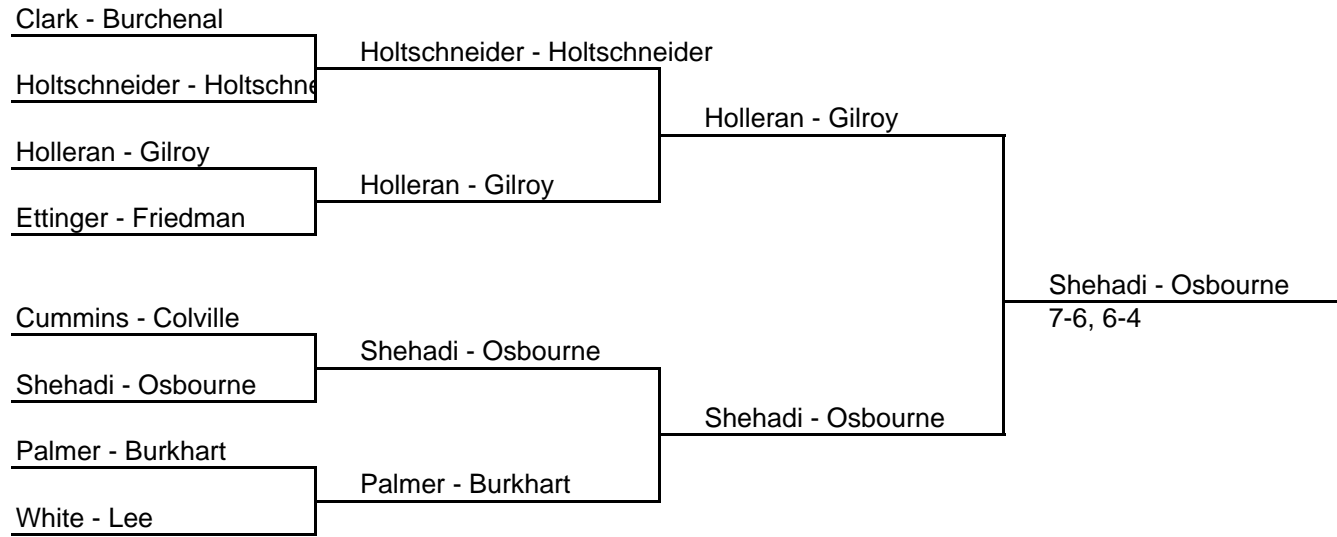 Clark - Burchenal
Holtschneider - Holtschne
Holleran - Gilroy
Ettinger - Friedman
Cummins - Colville
Shehadi - Osbourne
Palmer - Burkhart
White - Lee
Holtschneider - Holtschneider
Holleran - Gilroy
Shehadi - Osbourne
Palmer - Burkhart
Holleran - Gilroy
Shehadi - Osbourne
Shehadi - Osbourne
7-6, 6-4